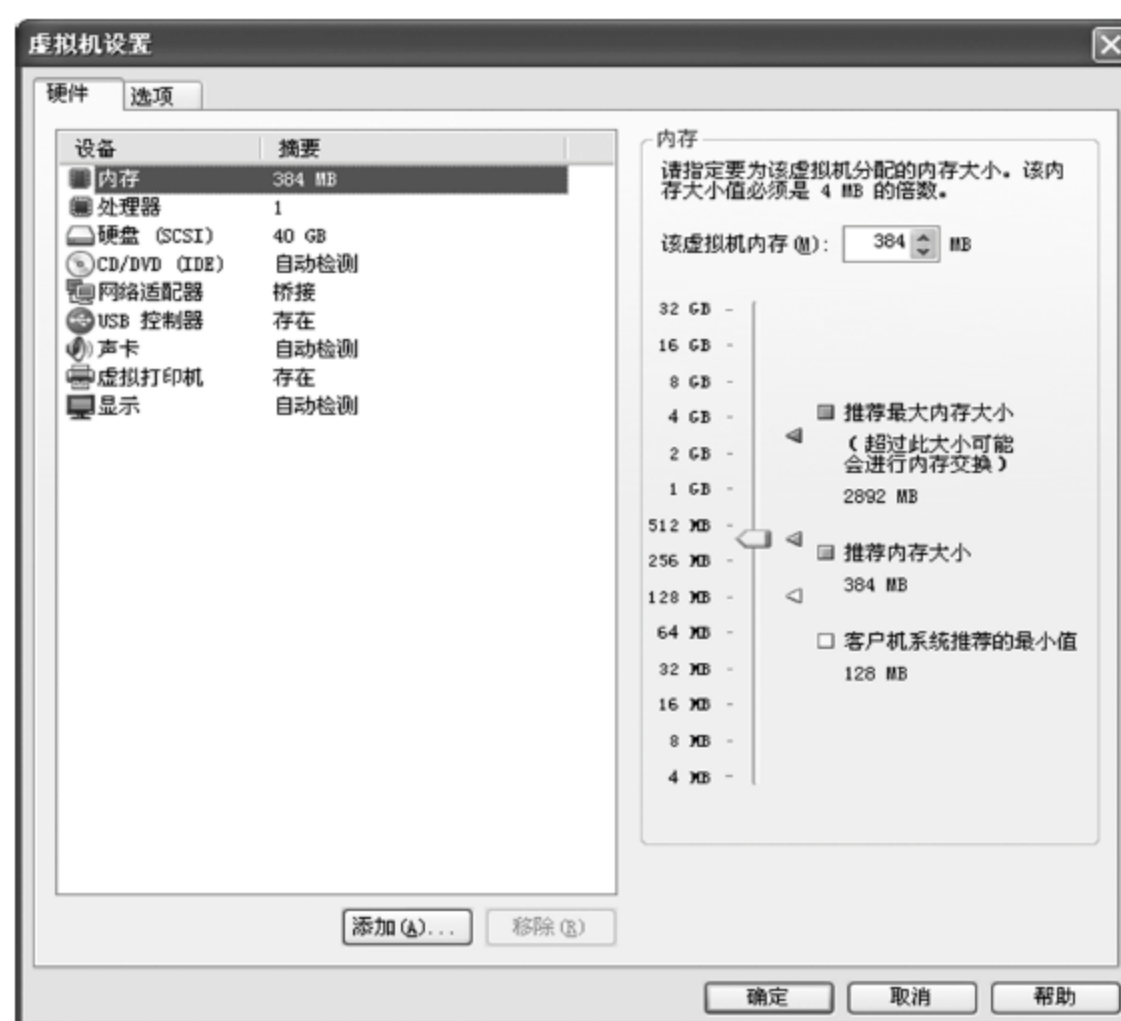 虚拟机设置
硬件 选项
设备 摘要
内存 384 MB
处理器 1
硬盘 (SCSI) 40 GB
CD/DVD (IDE) 自动检测
网络适配器 桥接
USB 控制器 存在
声卡 自动检测
虚拟打印机 存在
显示 自动检测
添加(A)... 移除(R)
内存
请指定要为该虚拟机分配的内存大小。该内
存大小值必须是 4 MB 的倍数。
该虚拟机内存(M): 384 MB
32 GB
16 GB
8 GB
4 GB
2 GB
1 GB
512 MB
256 MB
128 MB
64 MB
32 MB
16 MB
8 MB
4 MB
推荐最大内存大小
(超过此大小可能
会进行内存交换)
2892 MB
推荐内存大小
384 MB
客户机系统推荐的最小值
128 MB
确定 取消 帮助